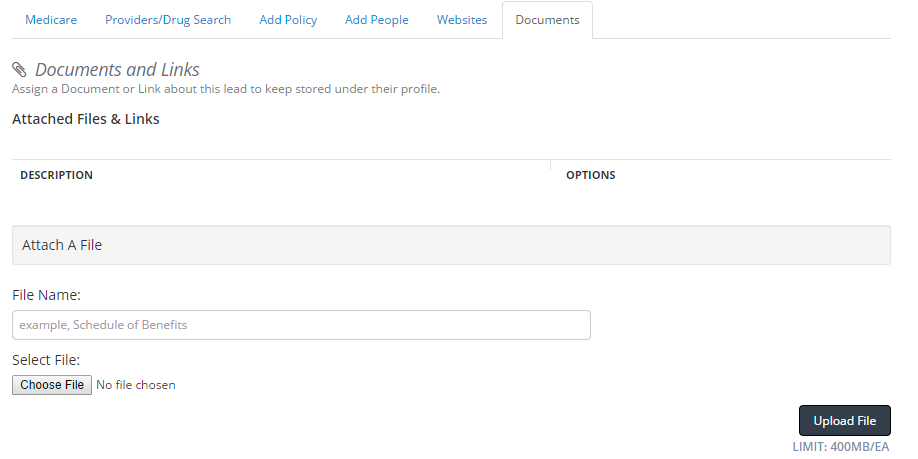 Medicare Providers/Drug Search Add Policy Add People Websites Documents
Documents and Links
Assign a Document or Link about this lead to keep stored under their profile.
Attached Files & Links
DESCRIPTION OPTIONS
Attach A File
File Name:
example, Schedule of Benefits
Select File:
Choose File No file chosen
Upload File
LIMIT: 400MB/EA